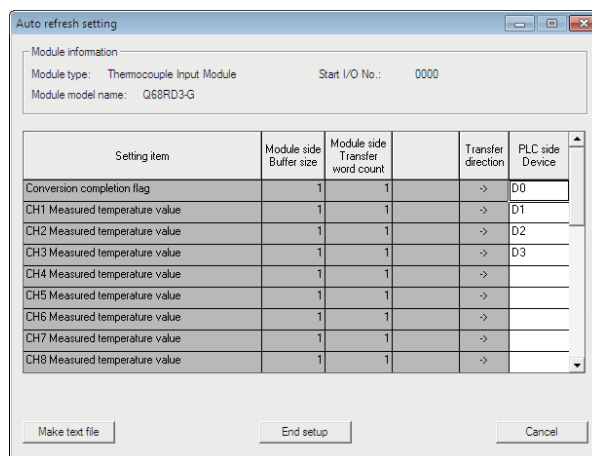 Auto refresh setting
Module information
Module type: Thermocouple Input Module Start I/O No.: 0000
Module model name: Q68RD3-G
Setting item Module side Buffer size Module side Transfer word count Transfer direction PLC side Device
Conversion completion flag 1 1 -> D0
CH1 Measured temperature value 1 1 -> D1
CH2 Measured temperature value 1 1 -> D2
CH3 Measured temperature value 1 1 -> D3
CH4 Measured temperature value 1 1 ->
CH5 Measured temperature value 1 1 ->
CH6 Measured temperature value 1 1 ->
CH7 Measured temperature value 1 1 ->
CH8 Measured temperature value 1 1 ->
Make text file End setup Cancel